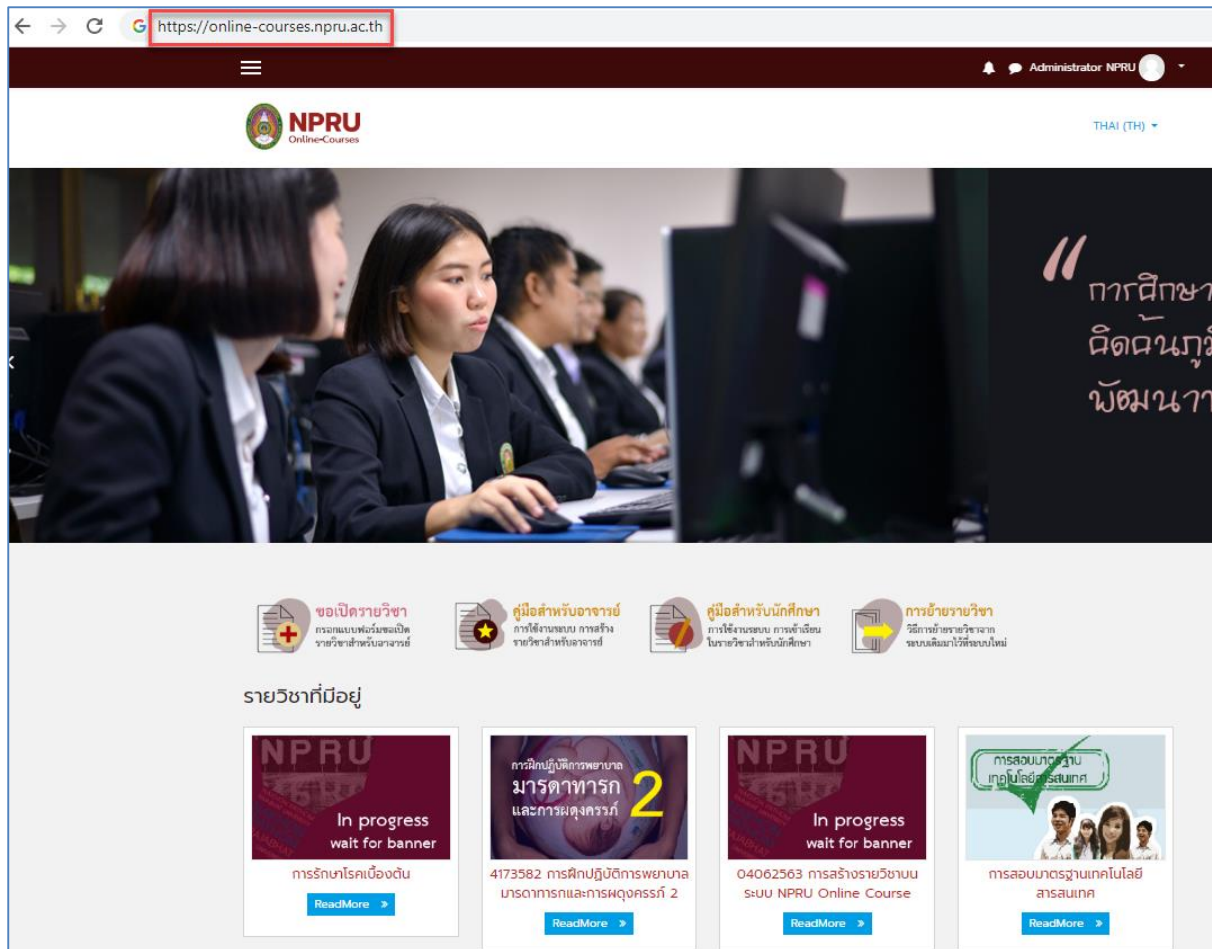 https://online-courses.npru.ac.th
Administrator NPRU
NPRU
Online-Courses
THAI (TH)
"
การศึกษา
คิดค้นภูมิ
พัฒนา
ขอเปิดรายวิชา
กรอกแบบฟอร์มขอเปิด
รายวิชาสำหรับอาจารย์
คู่มือสำหรับอาจารย์
การใช้งานระบบ การสร้าง
รายวิชาสำหรับอาจารย์
คู่มือสำหรับนักศึกษา
การใช้งานระบบ การเข้าเรียน
ในรายวิชาสำหรับนักศึกษา
การย้ายรายวิชา
วิธีการย้ายรายวิชาจาก
ระบบเดิมมาไว้ที่ระบบใหม่
รายวิชาที่มีอยู่
NPRU
In progress
wait for banner
การรักษาโรคเบื้องต้น
ReadMore »
การฝึกปฏิบัติการพยาบาล
มารดาทารก
และการผดุงครรภ์
2
4173582 การฝึกปฏิบัติการพยาบาล
มารดาทารกและการผดุงครรภ์ 2
ReadMore »
NPRU
In progress
wait for banner
04062563 การสร้างรายวิชาบน
ระบบ NPRU Online Course
ReadMore »
การสอบมาตรฐาน
เทคโนโลยีสารสนเทศ
การสอบมาตรฐานเทคโนโลยี
สารสนเทศ
ReadMore »